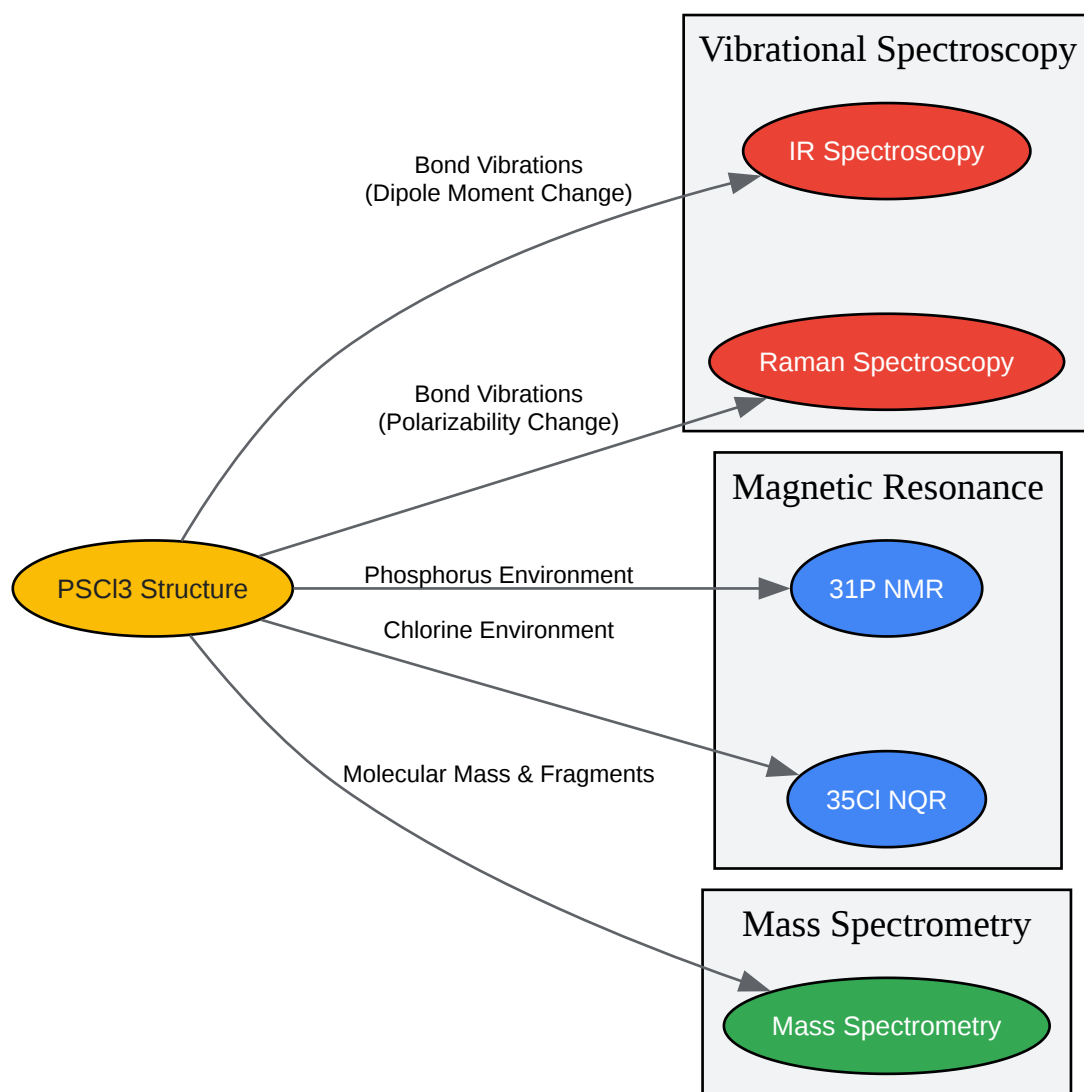 Vibrational Spectroscopy
IR Spectroscopy
Bond Vibrations
(Dipole Moment Change)
Raman Spectroscopy
Bond Vibrations
(Polarizability Change)
Magnetic Resonance
PSCl3 Structure
Phosphorus Environment
31P NMR
Chlorine Environment
Molecular Mass & Fragments
35Cl NQR
Mass Spectrometry
Mass Spectrometry